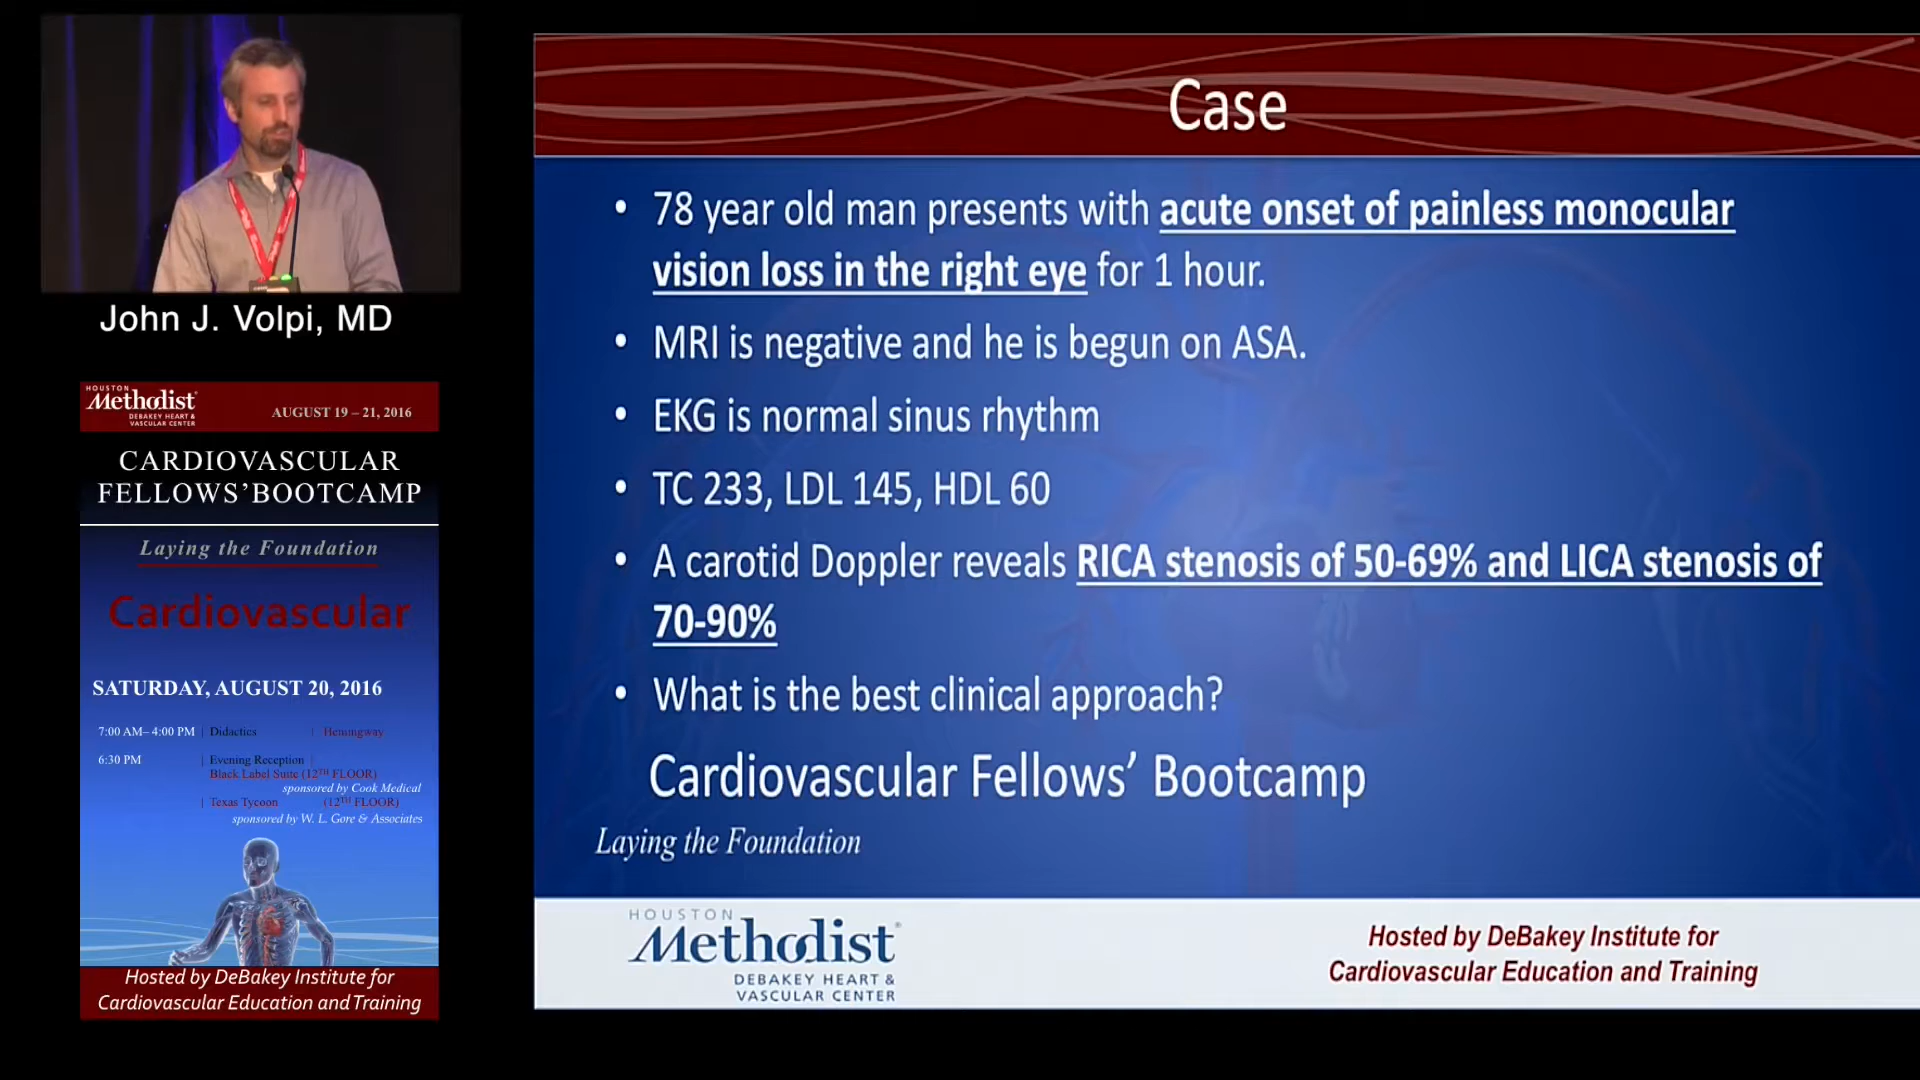 John J. Volpi, MD
HOUSTON
Methodist®
DEBAKEY HEART &
VASCULAR CENTER
AUGUST 19 – 21, 2016
CARDIOVASCULAR
FELLOWS’BOOTCAMP
Laying the Foundation
Cardiovascular
SATURDAY, AUGUST 20, 2016
7:00 AM– 4:00 PM | Didactics | Hemingway
6:30 PM | Evening Reception |
Black Label Suite (12TH FLOOR)
sponsored by Cook Medical
| Texas Tycoon (12TH FLOOR)
sponsored by W. L. Gore & Associates
Hosted by DeBakey Institute for
Cardiovascular Education and Training
Case
• 78 year old man presents with acute onset of painless monocular
vision loss in the right eye for 1 hour.
• MRI is negative and he is begun on ASA.
• EKG is normal sinus rhythm
• TC 233, LDL 145, HDL 60
• A carotid Doppler reveals RICA stenosis of 50-69% and LICA stenosis of
70-90%
• What is the best clinical approach?
Cardiovascular Fellows’ Bootcamp
Laying the Foundation
HOUSTON
Methodist®
DEBAKEY HEART &
VASCULAR CENTER
Hosted by DeBakey Institute for
Cardiovascular Education and Training